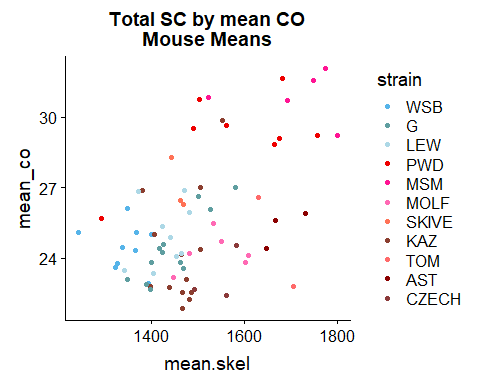 Total SC by mean CO
Mouse Means
mean_co
30
27
24
1400
1600
1800
mean.skel
strain
WSB
G
LEW
PWD
MSM
MOLF
SKIVE
KAZ
TOM
AST
CZECH